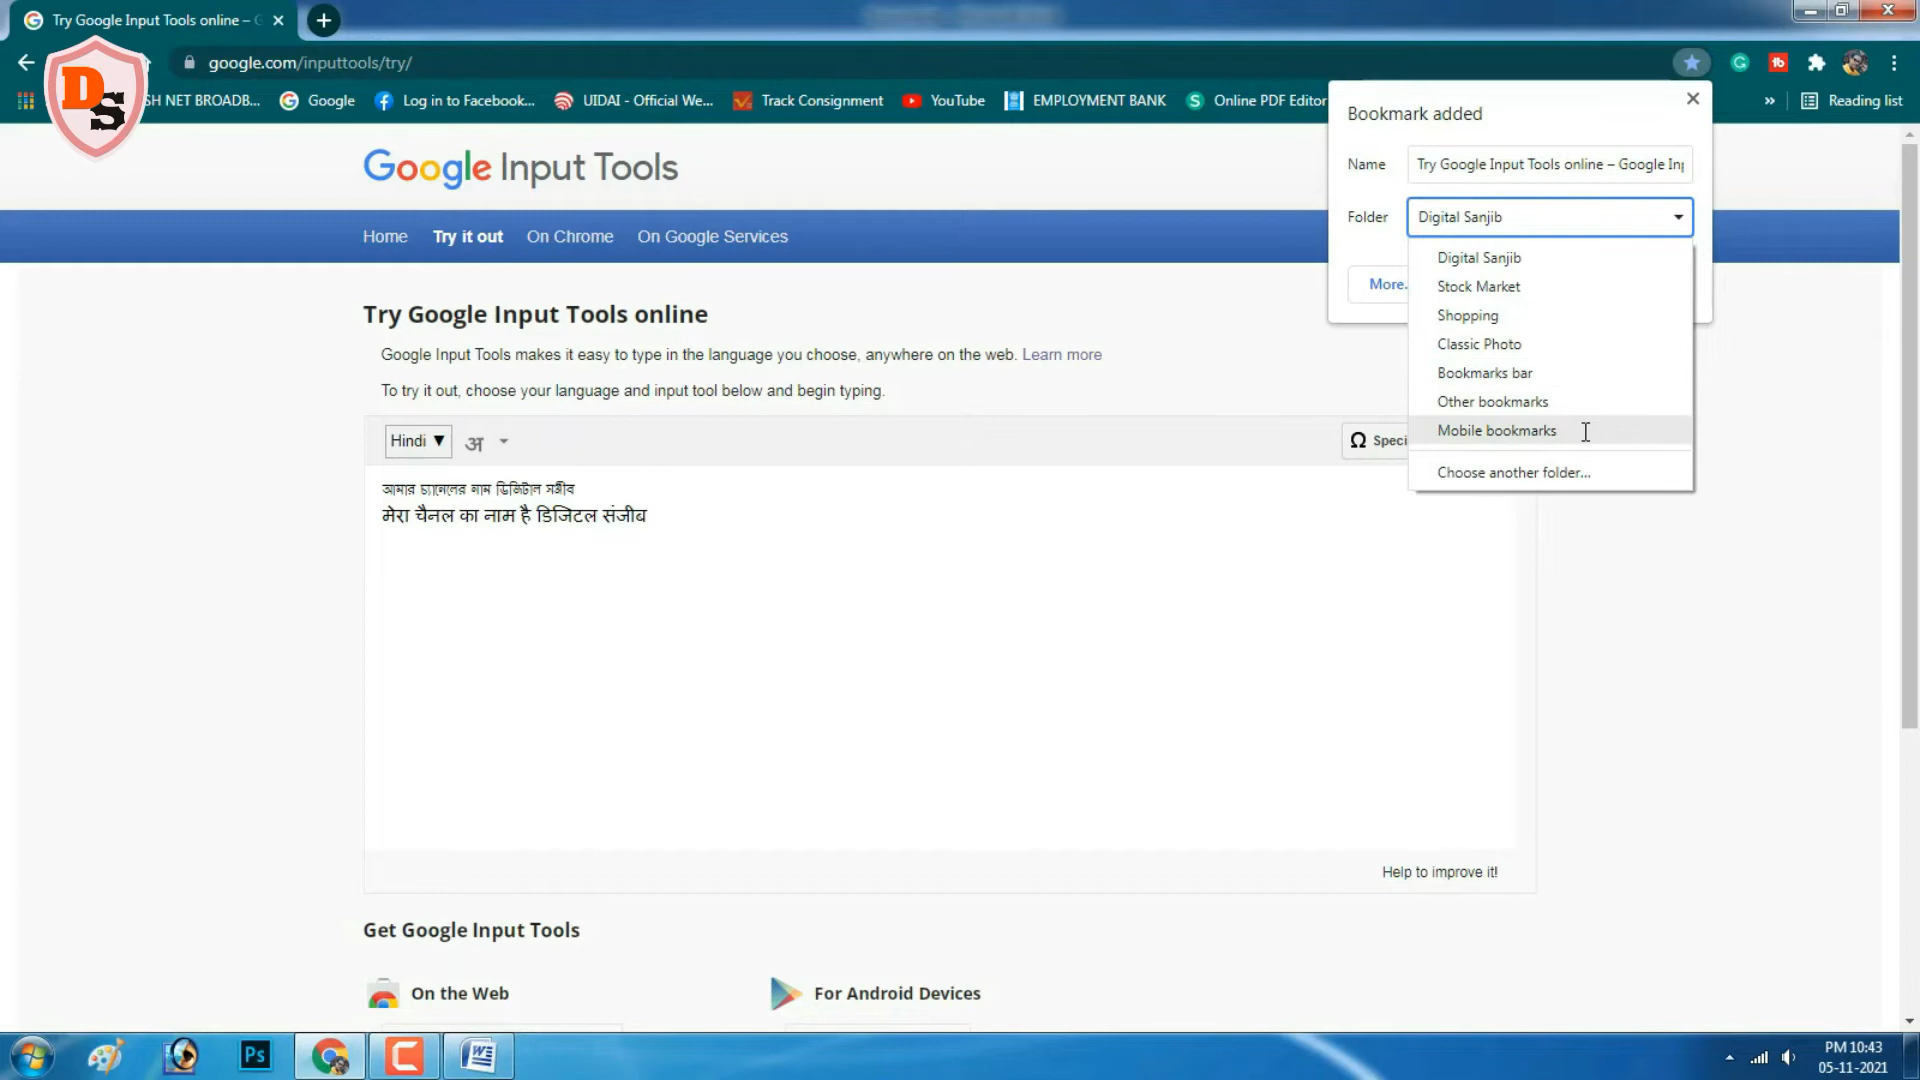 Try Google Input Tools online – G
google.com/inputtools/try/
SH NET BROADB...
Google
Log in to Facebook...
UIDAI - Official We...
Track Consignment
YouTube
EMPLOYMENT BANK
Online PDF Editor
»
Reading list
DS
Bookmark added
Name
Try Google Input Tools online – Google In
Folder
Digital Sanjib
Digital Sanjib
Stock Market
Shopping
Classic Photo
Bookmarks bar
Other bookmarks
Mobile bookmarks
Choose another folder...
More.
Google Input Tools
Home
Try it out
On Chrome
On Google Services
Try Google Input Tools online
Google Input Tools makes it easy to type in the language you choose, anywhere on the web. Learn more
To try it out, choose your language and input tool below and begin typing.
Hindi ▼
अ
Ω Speci
আমার চ্যানেলের নাম ডিজিটাল সঞ্জীব
मेरा चैनल का नाम है डिजिटल संजीब
Help to improve it!
Get Google Input Tools
On the Web
For Android Devices
Ps
PM 10:43
05-11-2021